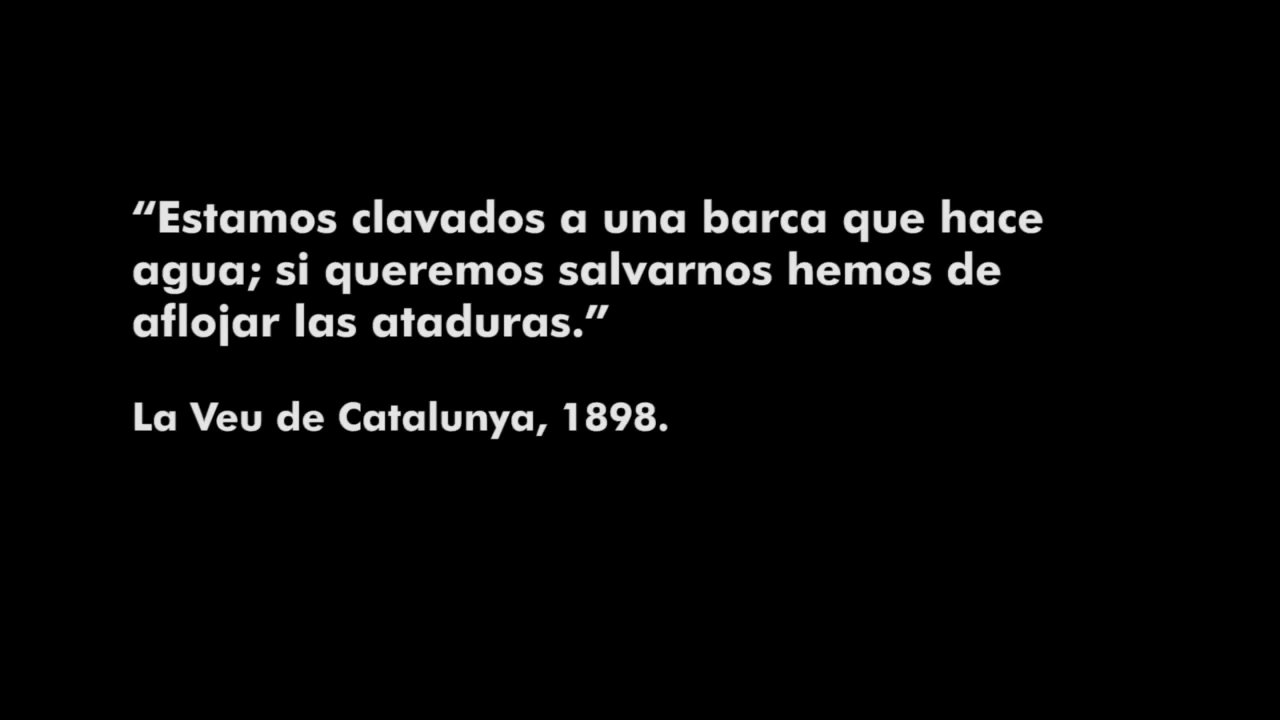 “Estamos clavados a una barca que hace
agua; si queremos salvarnos hemos de
aflojar las ataduras.”
La Veu de Catalunya, 1898.